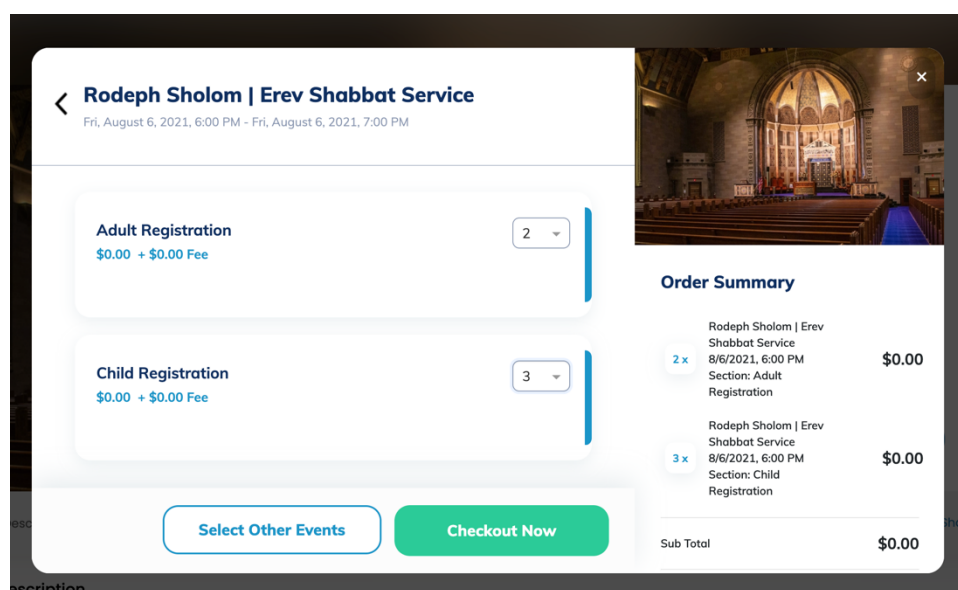 Rodeph Sholom | Erev Shabbat Service
Fri, August 6, 2021, 6:00 PM - Fri, August 6, 2021, 7:00 PM
Adult Registration
$0.00 + $0.00 Fee
2
Child Registration
$0.00 + $0.00 Fee
3
Select Other Events
Checkout Now
Order Summary
2 x
Rodeph Sholom | Erev
Shabbat Service
8/6/2021, 6:00 PM
Section: Adult
Registration
$0.00
3 x
Rodeph Sholom | Erev
Shabbat Service
8/6/2021, 6:00 PM
Section: Child
Registration
$0.00
Sub Total
$0.00